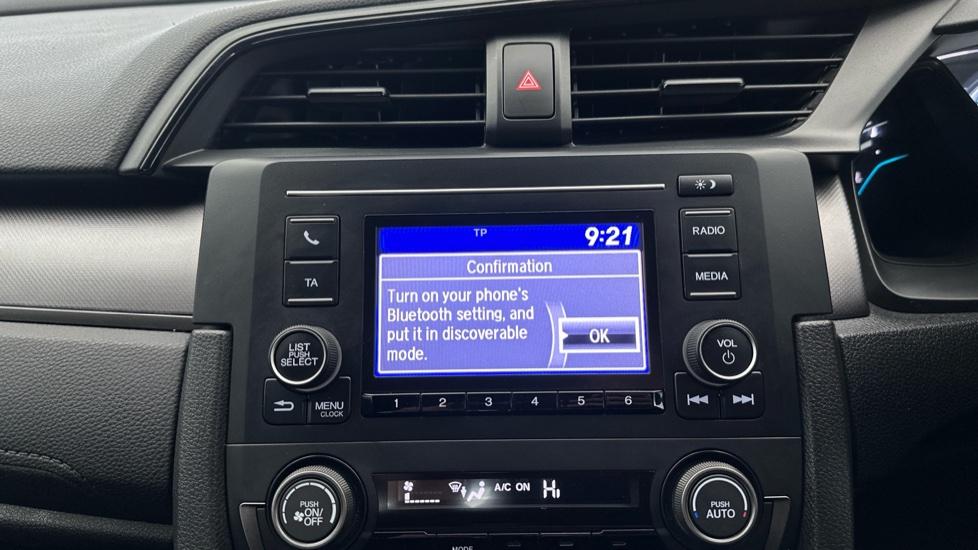 TP 9:21
Confirmation
Turn on your phone's
Bluetooth setting, and
put it in discoverable
mode.
OK
TA
LIST
PUSH
SELECT
MENU
CLOCK
1 2 3 4 5 6
RADIO
MEDIA
VOL
PUSH
ON/
OFF
A/C ON Hi
PUSH
AUTO
MODE